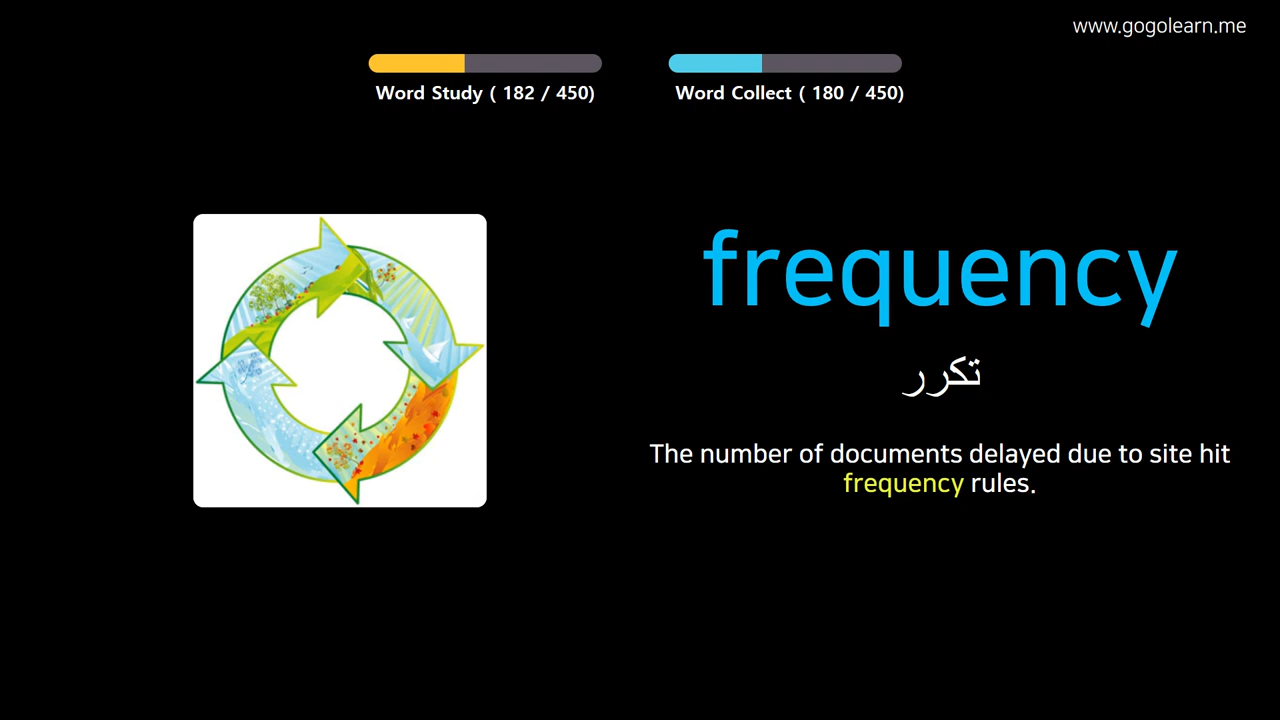 www.gogolearn.me
Word Study ( 182 / 450)
Word Collect ( 180 / 450)
frequency
تكرر
The number of documents delayed due to site hit
frequency rules.